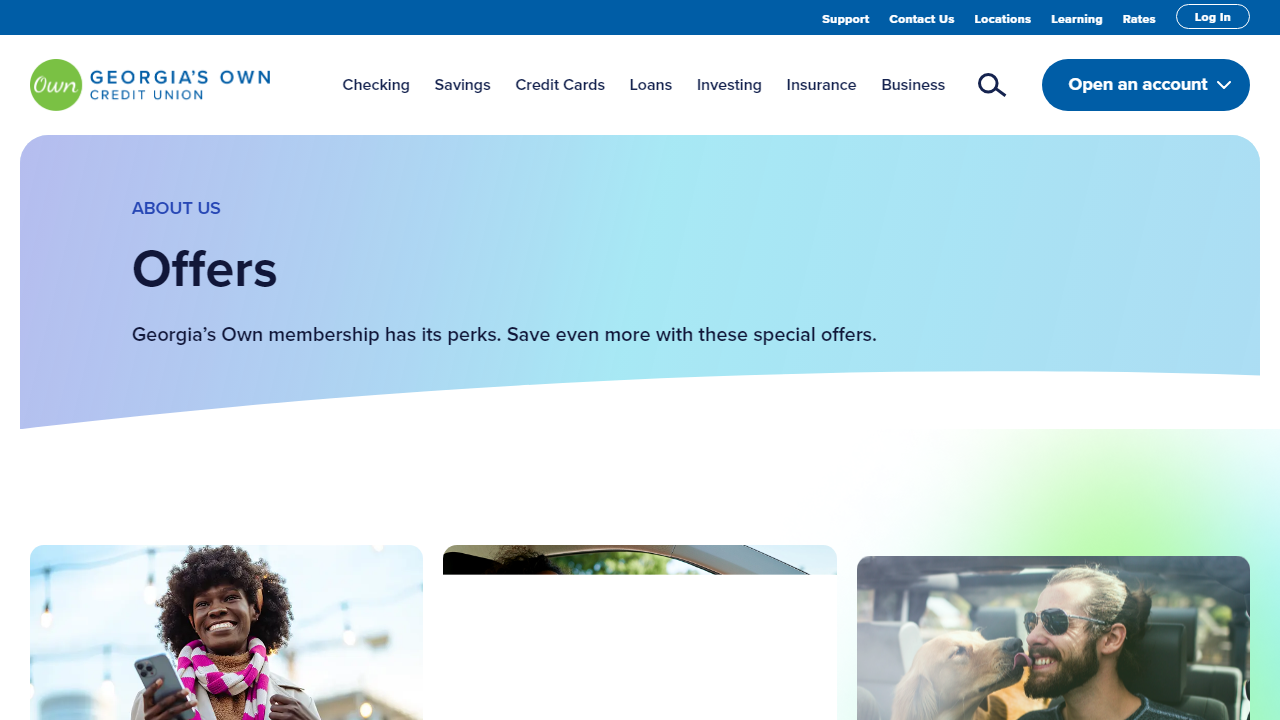 Support
Contact Us
Locations
Learning
Rates
Log In
Own
GEORGIA'S OWN
CREDIT UNION
Checking
Savings
Credit Cards
Loans
Investing
Insurance
Business
Open an account
ABOUT US
Offers
Georgia’s Own membership has its perks. Save even more with these special offers.